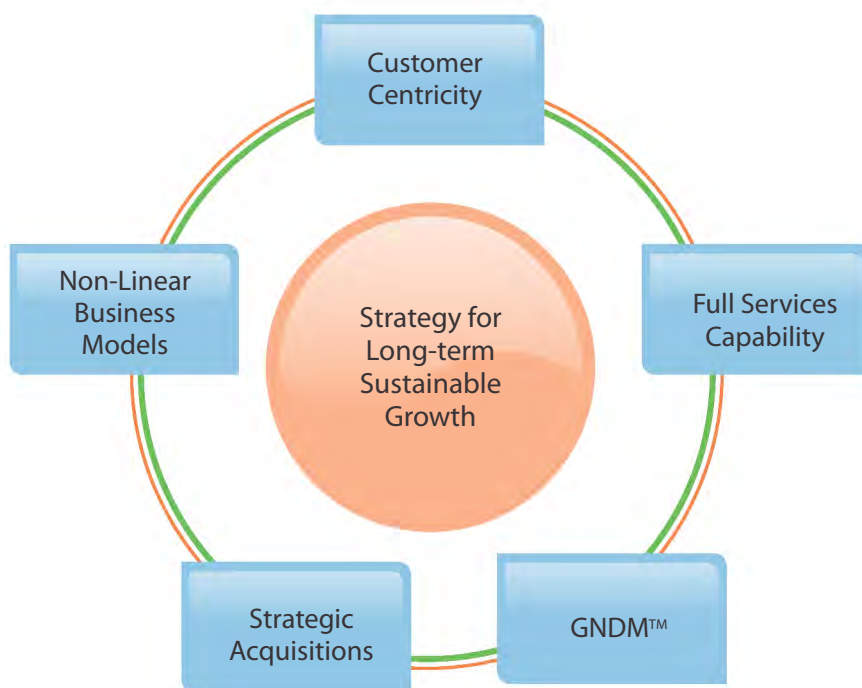 Customer
Centricity
Non-Linear
Business
Models
Strategy for
Long-term
Sustainable
Growth
Full Services
Capability
Strategic
Acquisitions
GNDM™